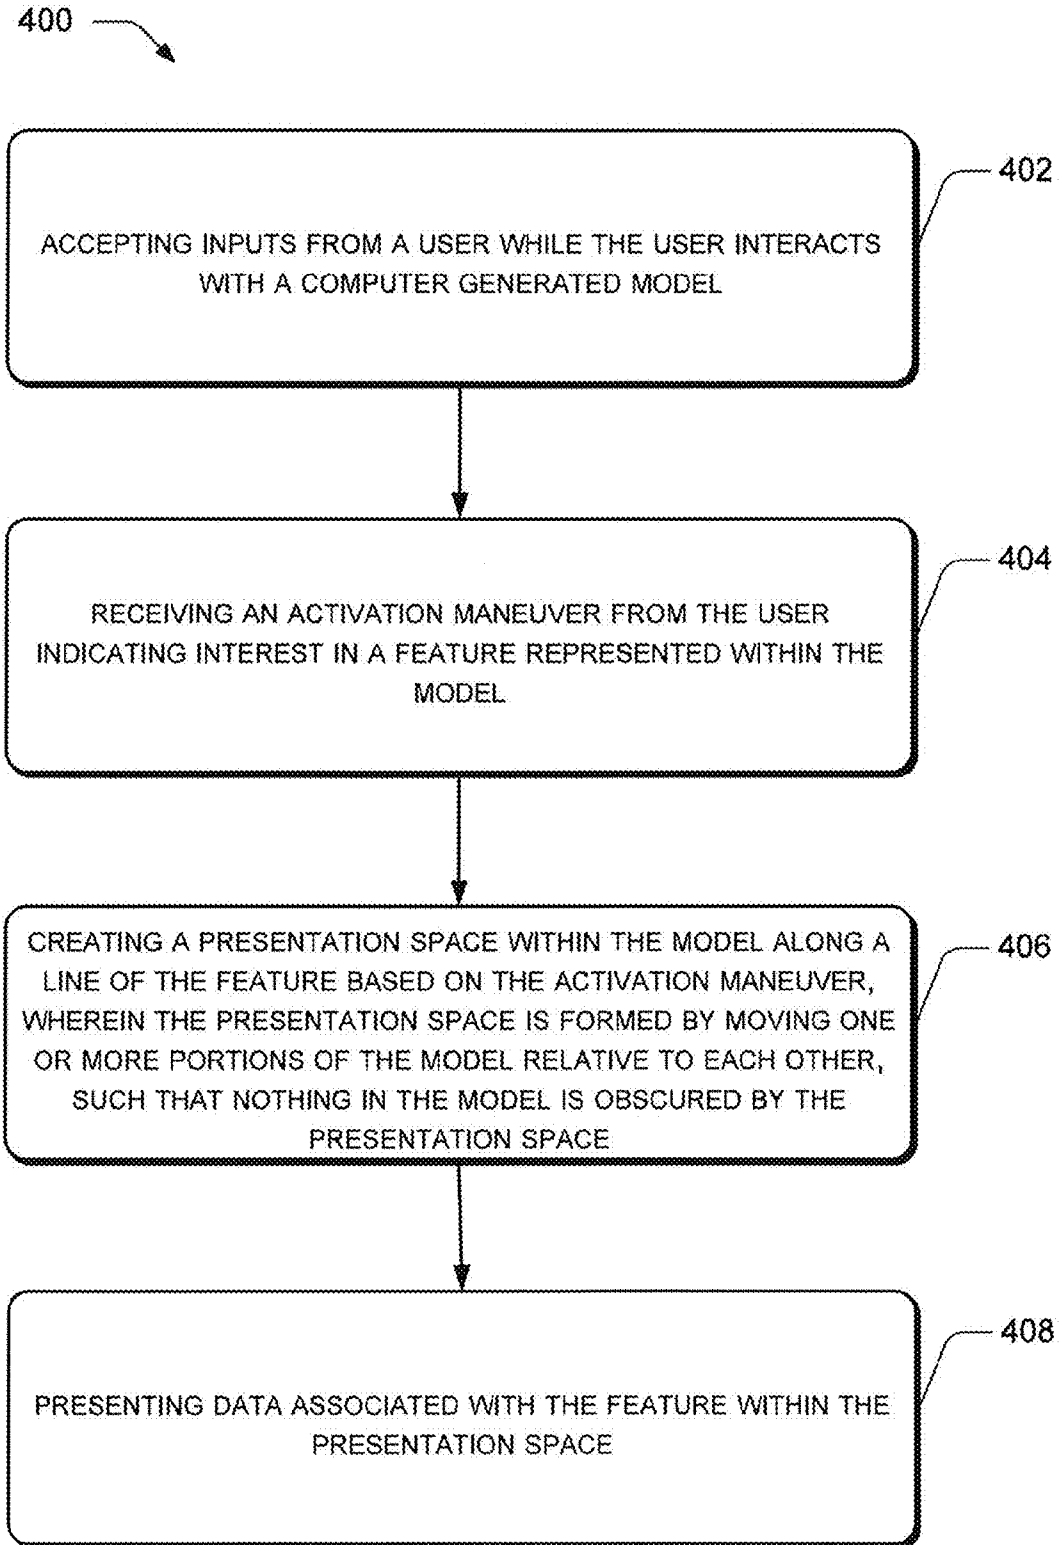 400
402
ACCEPTING INPUTS FROM A USER WHILE THE USER INTERACTS
WITH A COMPUTER GENERATED MODEL
404
RECEIVING AN ACTIVATION MANEUVER FROM THE USER
INDICATING INTEREST IN A FEATURE REPRESENTED WITHIN THE
MODEL
406
CREATING A PRESENTATION SPACE WITHIN THE MODEL ALONG A
LINE OF THE FEATURE BASED ON THE ACTIVATION MANEUVER,
WHEREIN THE PRESENTATION SPACE IS FORMED BY MOVING ONE
OR MORE PORTIONS OF THE MODEL RELATIVE TO EACH OTHER,
SUCH THAT NOTHING IN THE MODEL IS OBSCURED BY THE
PRESENTATION SPACE
408
PRESENTING DATA ASSOCIATED WITH THE FEATURE WITHIN THE
PRESENTATION SPACE